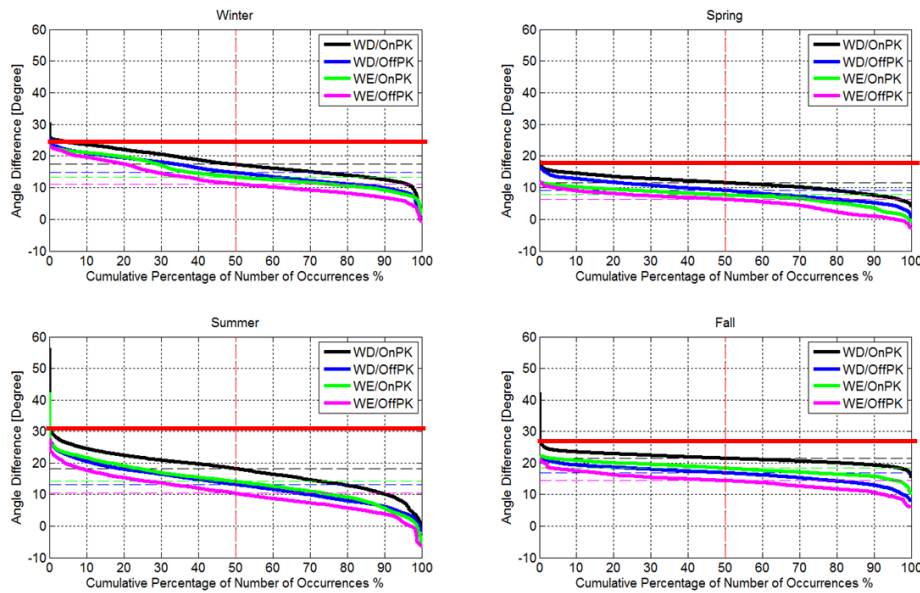 Winter
Angle Difference [Degree]
60
50
40
30
20
10
0
-10
WD/OnPK
WD/OffPK
WE/OnPK
WE/OffPK
0 10 20 30 40 50 60 70 80 90 100
Cumulative Percentage of Number of Occurrences %
Spring
Angle Difference [Degree]
60
50
40
30
20
10
0
-10
WD/OnPK
WD/OffPK
WE/OnPK
WE/OffPK
0 10 20 30 40 50 60 70 80 90 100
Cumulative Percentage of Number of Occurrences %
Summer
Angle Difference [Degree]
60
50
40
30
20
10
0
-10
WD/OnPK
WD/OffPK
WE/OnPK
WE/OffPK
0 10 20 30 40 50 60 70 80 90 100
Cumulative Percentage of Number of Occurrences %
Fall
Angle Difference [Degree]
60
50
40
30
20
10
0
-10
WD/OnPK
WD/OffPK
WE/OnPK
WE/OffPK
0 10 20 30 40 50 60 70 80 90 100
Cumulative Percentage of Number of Occurrences %